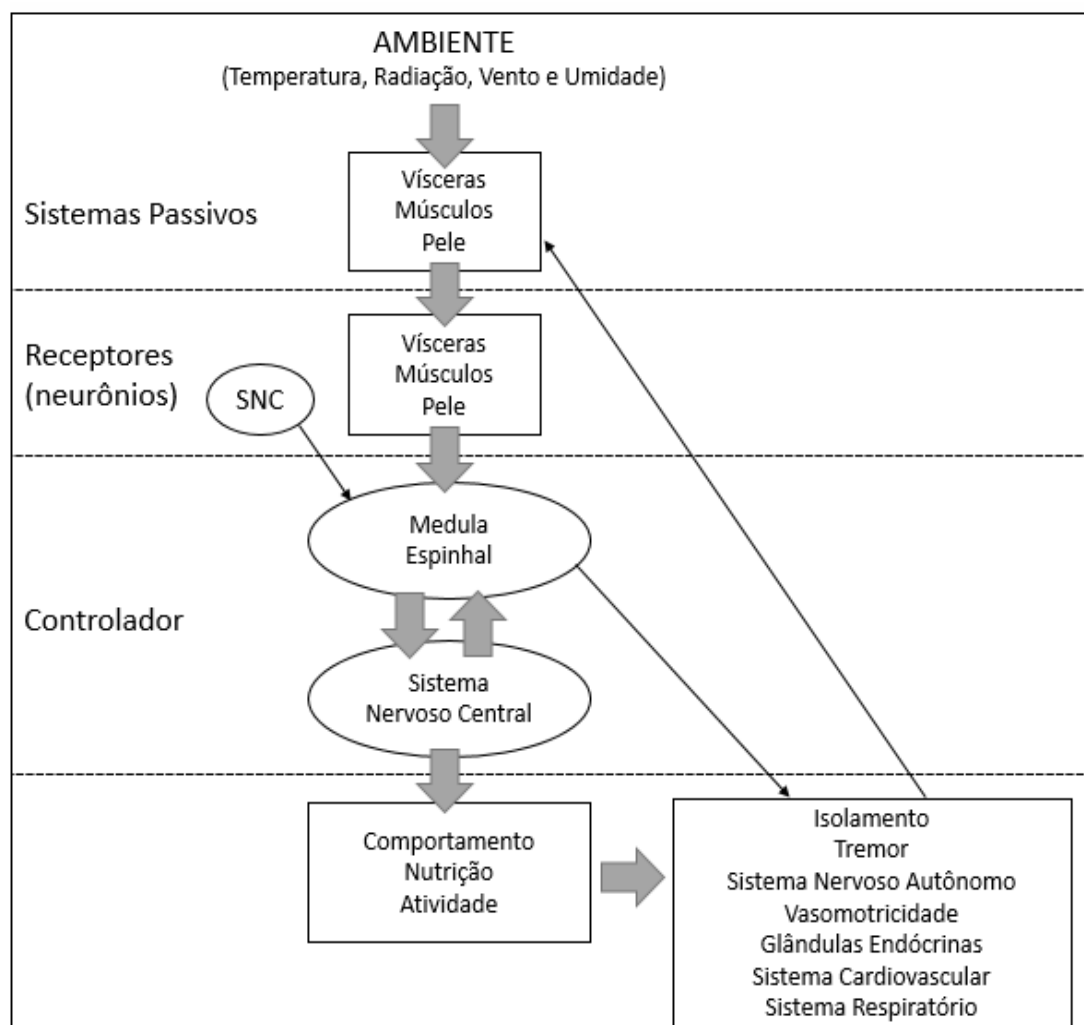 AMBIENTE
(Temperatura, Radiação, Vento e Umidade)
Sistemas Passivos
Vísceras
Músculos
Pele
Receptores
(neurônios)
SNC
Vísceras
Músculos
Pele
Controlador
Medula
Espinhal
Sistema
Nervoso Central
Comportamento
Nutrição
Atividade
Isolamento
Tremor
Sistema Nervoso Autônomo
Vasomotricidade
Glândulas Endócrinas
Sistema Cardiovascular
Sistema Respiratório